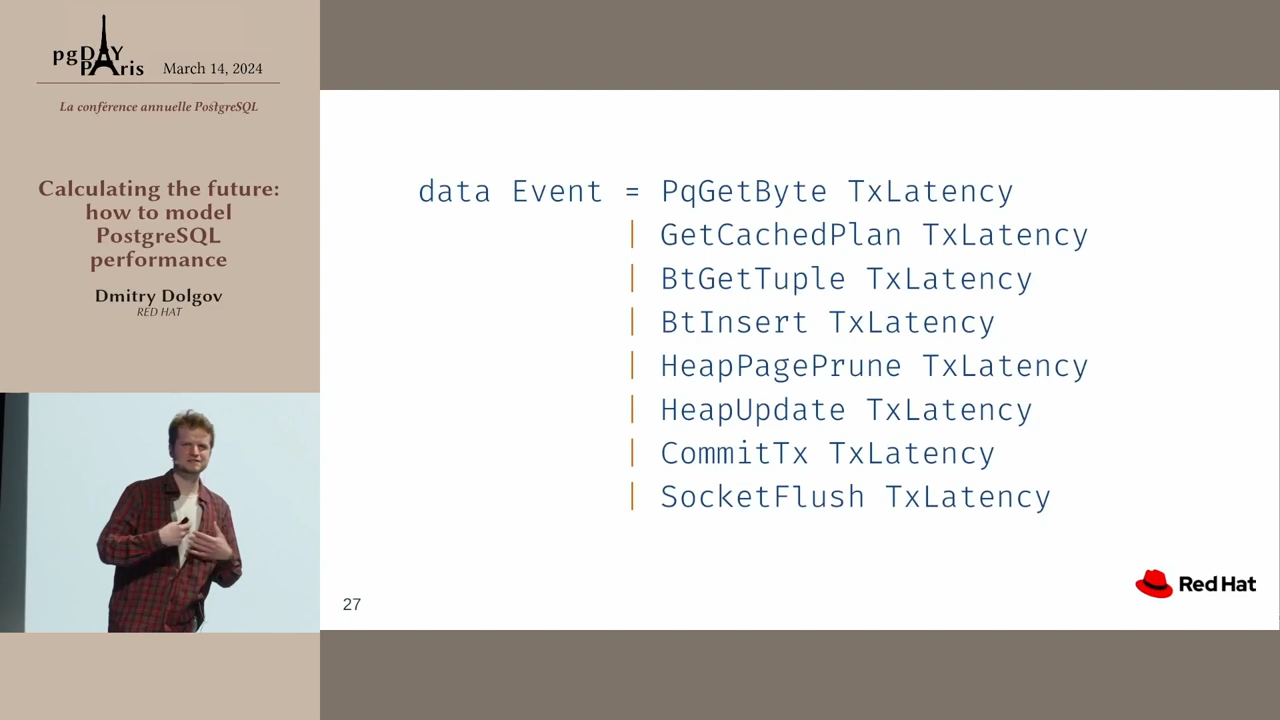 pgDAY
PAris
March 14, 2024
La conférence annuelle PostgreSQL
Calculating the future:
how to model
PostgreSQL
performance
Dmitry Dolgov
RED HAT
data Event = PqGetByte TxLatency
| GetCachedPlan TxLatency
| BtGetTuple TxLatency
| BtInsert TxLatency
| HeapPagePrune TxLatency
| HeapUpdate TxLatency
| CommitTx TxLatency
| SocketFlush TxLatency
Red Hat
27